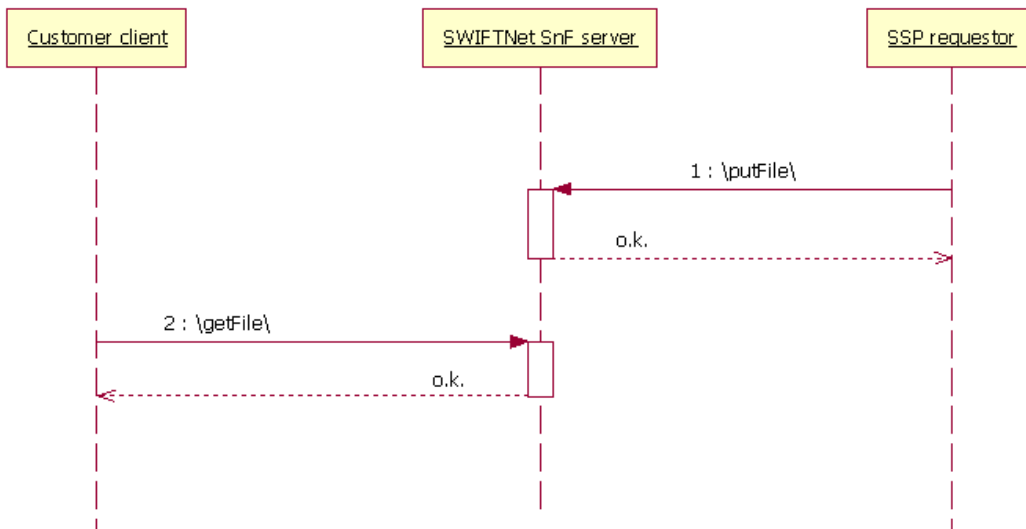 Customer client
SWIFTNet SnF server
SSP requestor
1 : \putFile\
o.k.
2 : \getFile\
o.k.